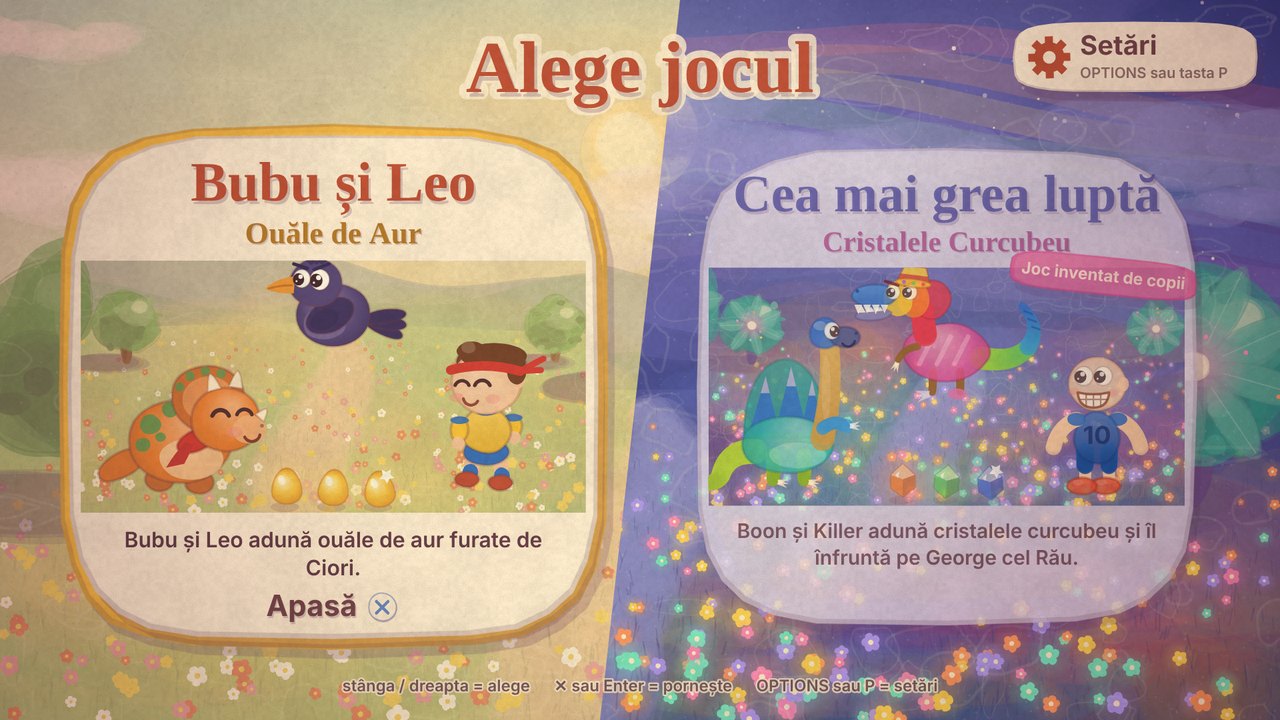 Alege jocul
Setări
OPTIONS sau tasta P
Bubu și Leo
Ouăle de Aur
Bubu și Leo adună ouăle de aur furate de
Ciori.
Apasă ✕
Cea mai grea luptă
Cristalele Curcubeu
Joc inventat de copii
10
Boon și Killer adună cristalele curcubeu și îl
înfruntă pe George cel Rău.
stânga / dreapta = alege ✕ sau Enter = pornește OPTIONS sau P = setări